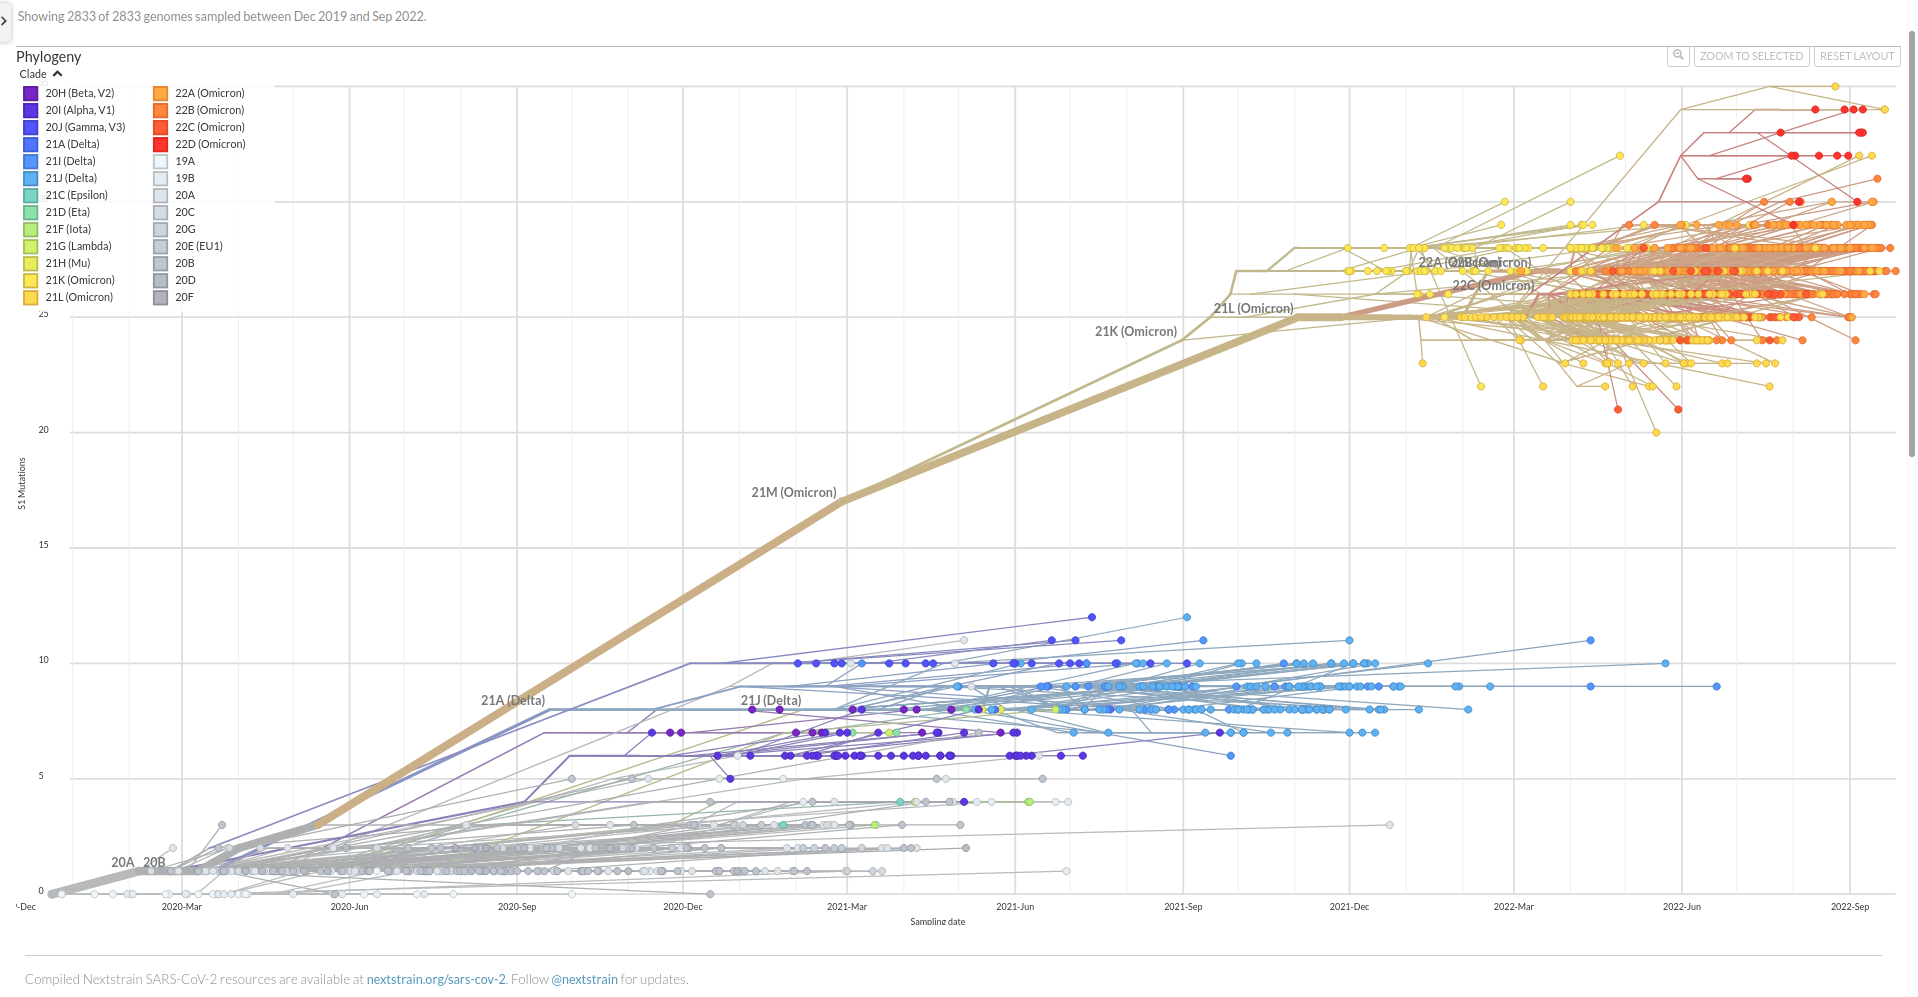 Showing 2833 of 2833 genomes sampled between Dec 2019 and Sep 2022.
Phylogeny
ZOOM TO SELECTED
RESET LAYOUT
Clade
20H (Beta, V2)
20I (Alpha, V1)
20J (Gamma, V3)
21A (Delta)
21I (Delta)
21J (Delta)
21C (Epsilon)
21D (Eta)
21F (Iota)
21G (Lambda)
21H (Mu)
21K (Omicron)
21L (Omicron)
22A (Omicron)
22B (Omicron)
22C (Omicron)
22D (Omicron)
19A
19B
20A
20C
20G
20E (EU1)
20B
20D
20F
25
20
15
10
5
0
S1 Mutations
22A (Omicron)
22B (Omicron)
22C (Omicron)
21L (Omicron)
21K (Omicron)
21M (Omicron)
21A (Delta)
21J (Delta)
20A
20B
-Dec
2020-Mar
2020-Jun
2020-Sep
2020-Dec
2021-Mar
2021-Jun
2021-Sep
2021-Dec
2022-Mar
2022-Jun
2022-Sep
Sampling date
Compiled Nextstrain SARS-CoV-2 resources are available at nextstrain.org/sars-cov-2. Follow @nextstrain for updates.